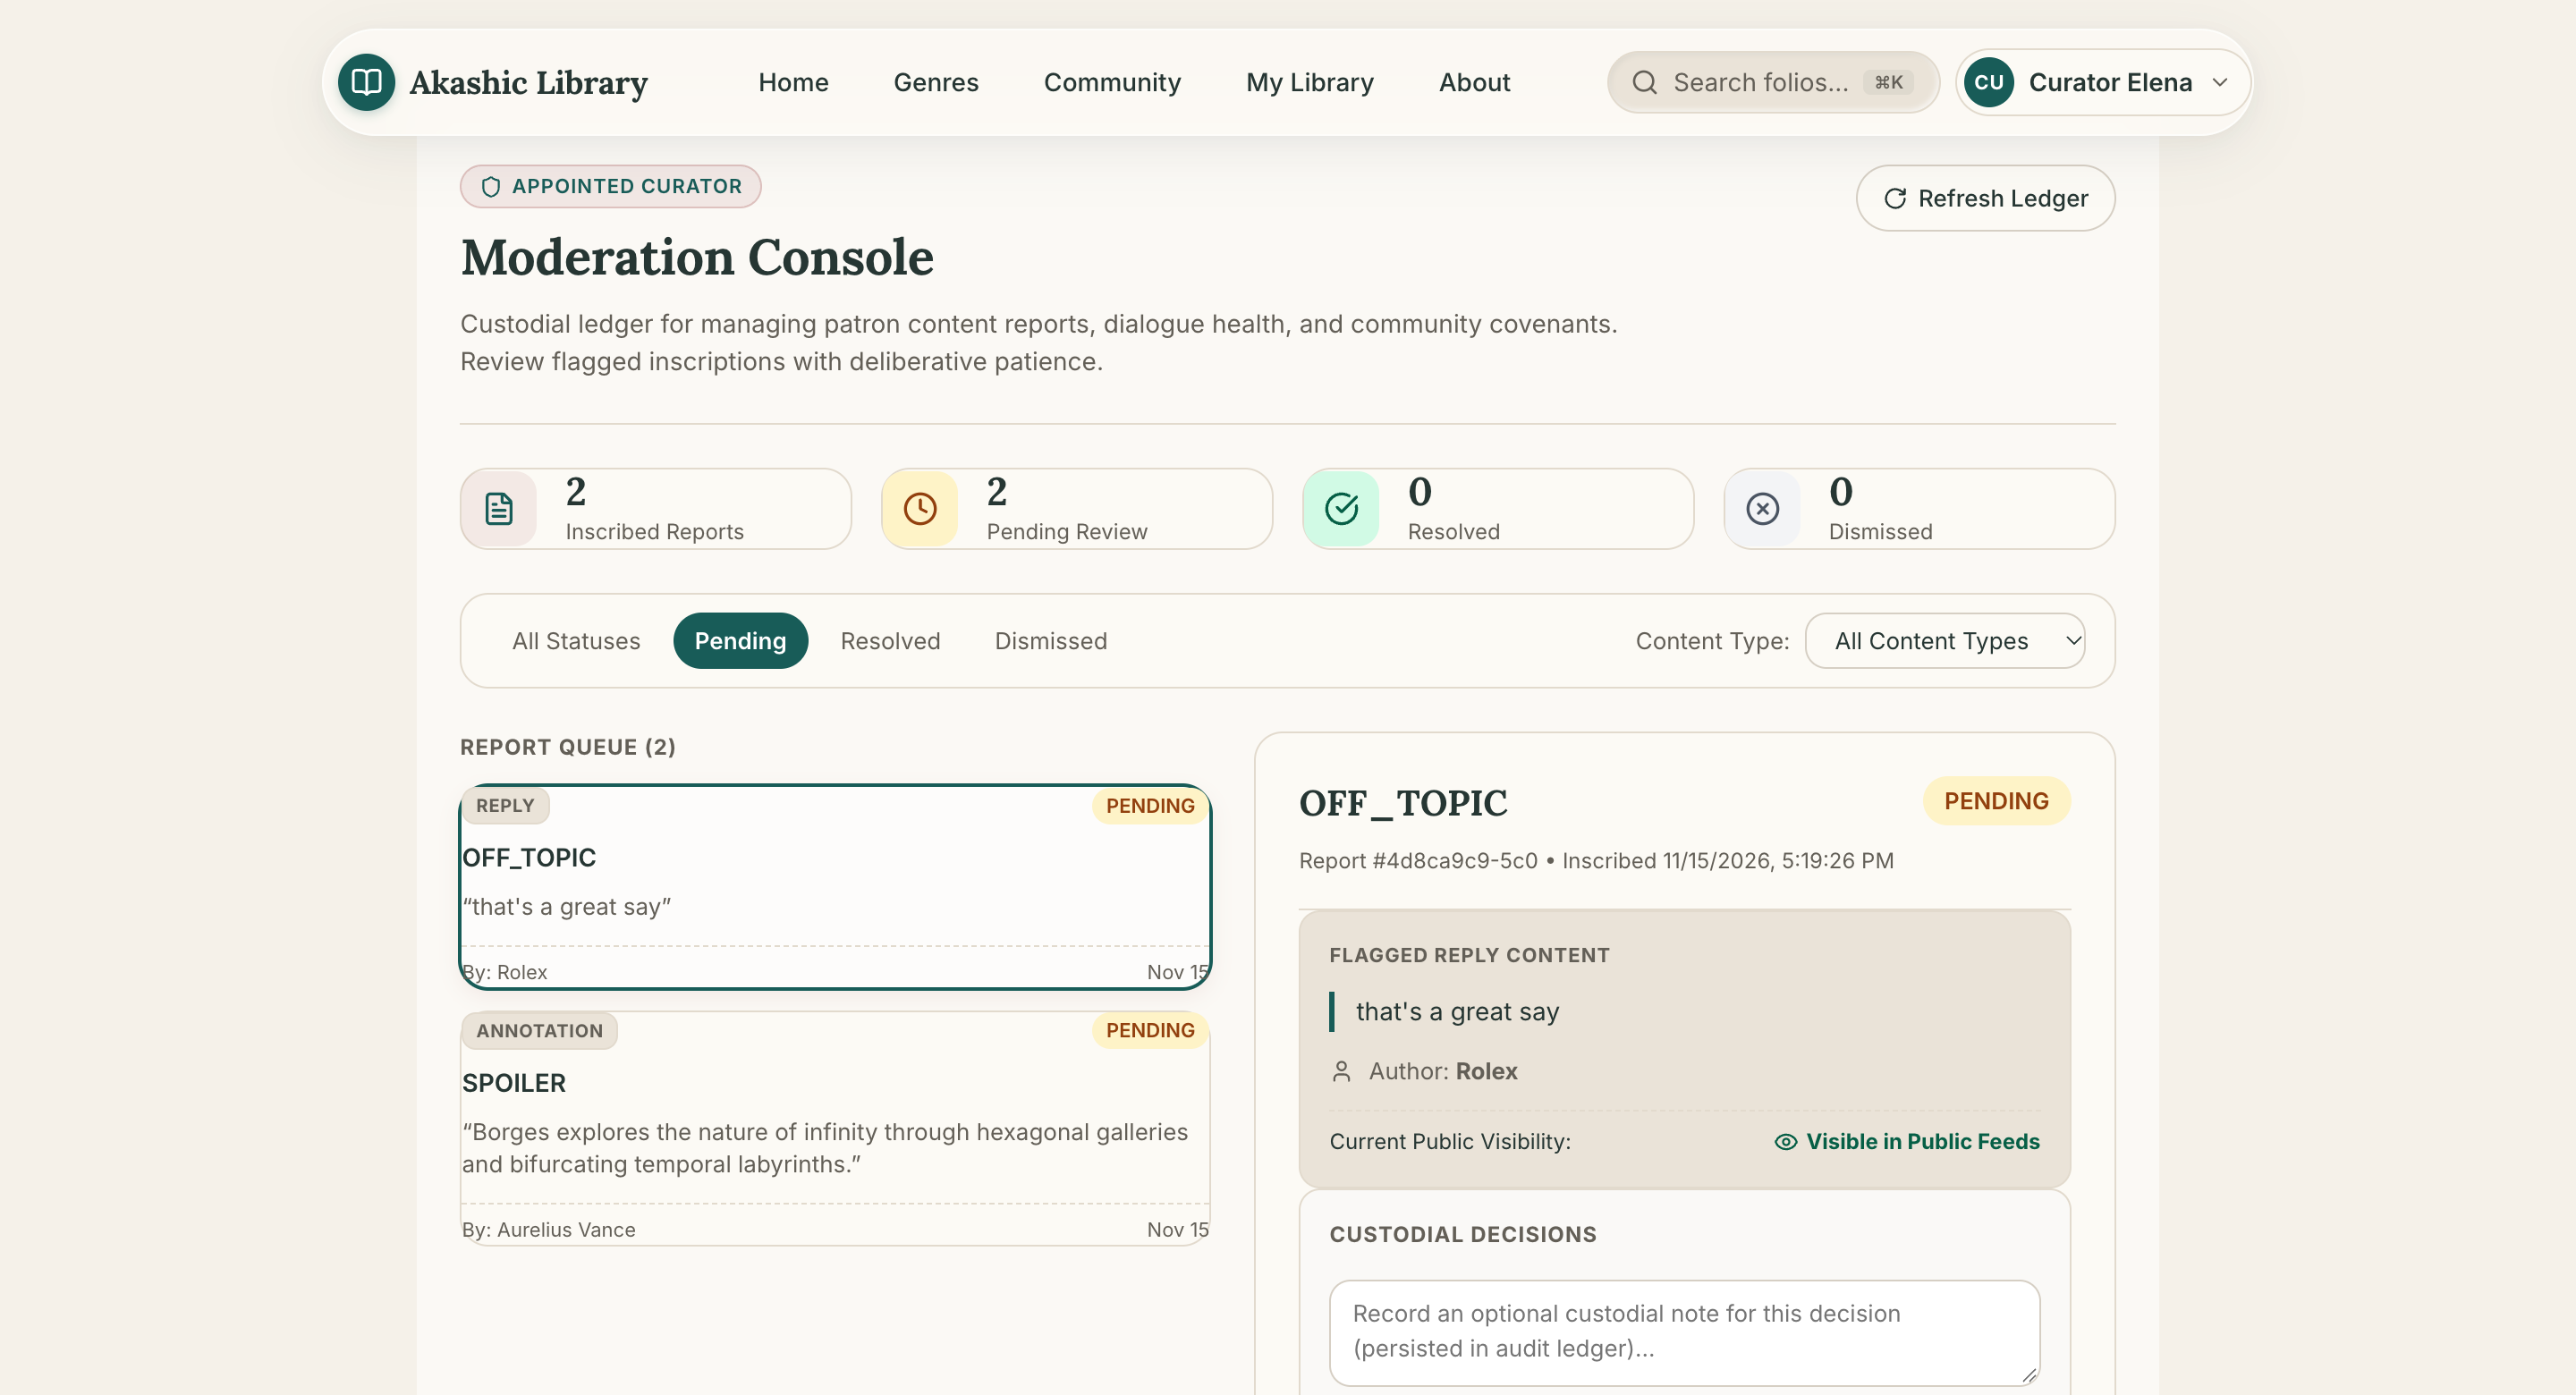 Akashic Library
Home
Genres
Community
My Library
About
Search folios...
⌘K
CU
Curator Elena
APPOINTED CURATOR
Refresh Ledger
Moderation Console
Custodial ledger for managing patron content reports, dialogue health, and community covenants.
Review flagged inscriptions with deliberative patience.
2
Inscribed Reports
2
Pending Review
0
Resolved
0
Dismissed
All Statuses
Pending
Resolved
Dismissed
Content Type:
All Content Types
REPORT QUEUE (2)
REPLY
PENDING
OFF_TOPIC
“that's a great say”
By: Rolex
Nov 15
ANNOTATION
PENDING
SPOILER
“Borges explores the nature of infinity through hexagonal galleries
and bifurcating temporal labyrinths.”
By: Aurelius Vance
Nov 15
OFF_TOPIC
PENDING
Report #4d8ca9c9-5c0 • Inscribed 11/15/2026, 5:19:26 PM
FLAGGED REPLY CONTENT
that's a great say
Author: Rolex
Current Public Visibility:
Visible in Public Feeds
CUSTODIAL DECISIONS
Record an optional custodial note for this decision
(persisted in audit ledger)...